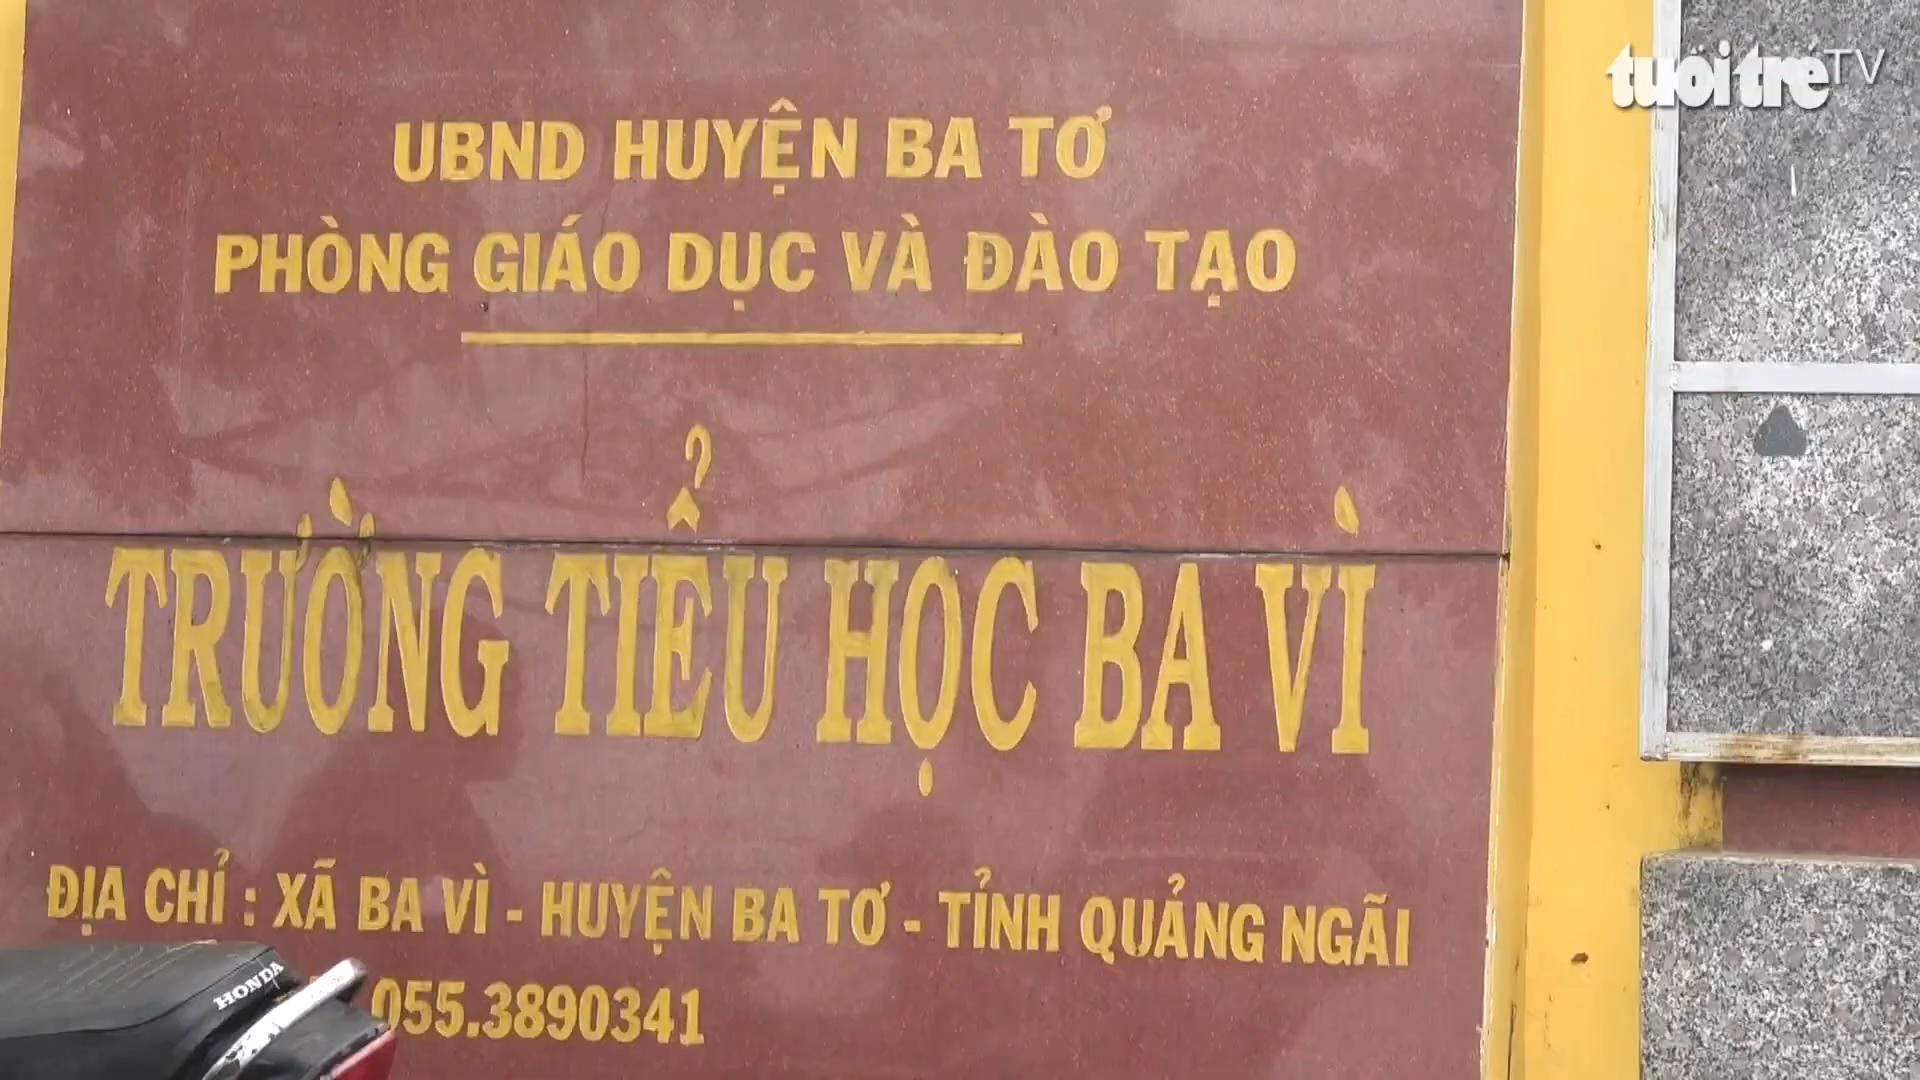 tuổi trẻ TV
UBND HUYỆN BA TƠ
PHÒNG GIÁO DỤC VÀ ĐÀO TẠO
TRƯỜNG TIỂU HỌC BA VÌ
ĐỊA CHỈ : XÃ BA VÌ - HUYỆN BA TƠ - TỈNH QUẢNG NGÃI
055.3890341
HONDA